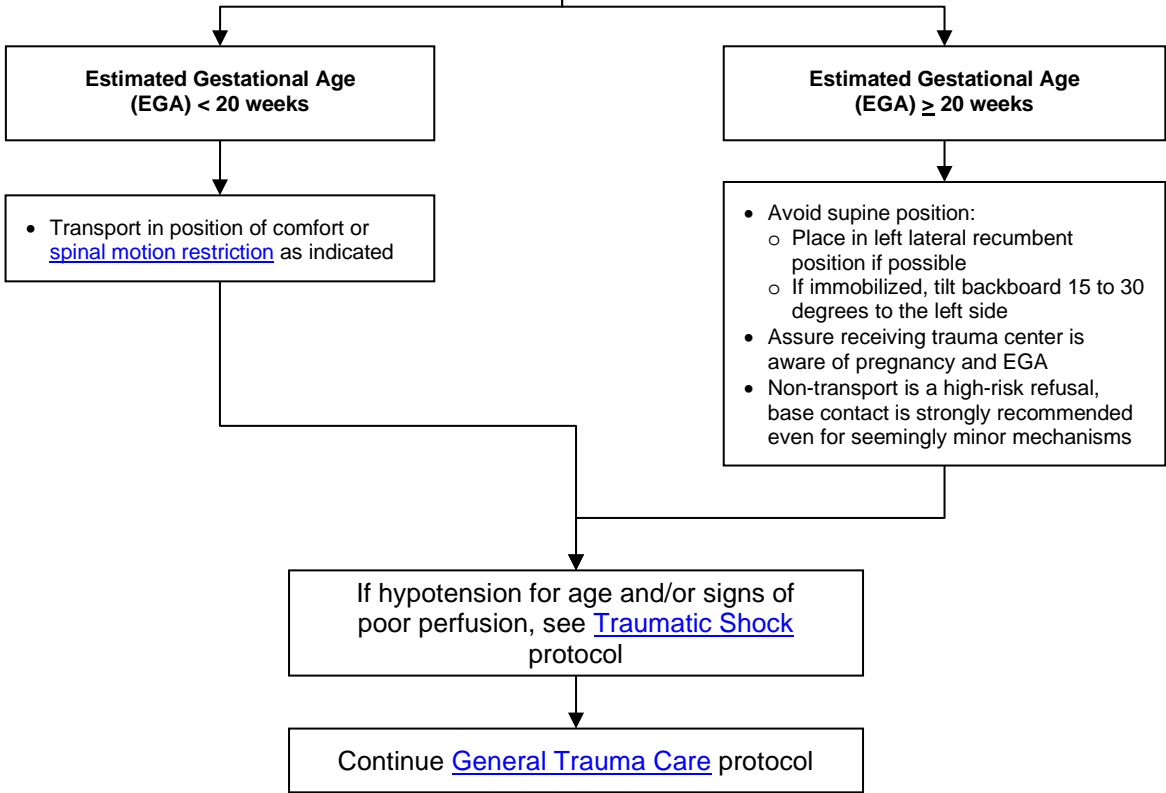 Estimated Gestational Age
(EGA) < 20 weeks
Estimated Gestational Age
(EGA) ≥ 20 weeks
• Transport in position of comfort or
spinal motion restriction as indicated
• Avoid supine position:
o Place in left lateral recumbent
position if possible
o If immobilized, tilt backboard 15 to 30
degrees to the left side
• Assure receiving trauma center is
aware of pregnancy and EGA
• Non-transport is a high-risk refusal,
base contact is strongly recommended
even for seemingly minor mechanisms
If hypotension for age and/or signs of
poor perfusion, see Traumatic Shock
protocol
Continue General Trauma Care protocol